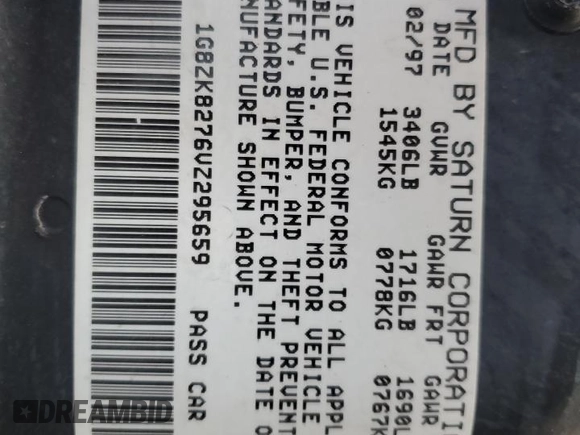 MFD BY SATURN CORPORATI
DATE GVWR GAWR FRT GAWR
02/97 3406LB 1716LB 1690L
1545KG 0778KG 0767K
IS VEHICLE CONFORMS TO ALL APPL
BLE U.S. FEDERAL MOTOR VEHICLE
FETY, BUMPER, AND THEFT PREVENT
ANDARDS IN EFFECT ON THE DATE O
NUFACTURE SHOWN ABOVE.
1G8ZK8276VZ295659 PASS CAR
DREAMBID